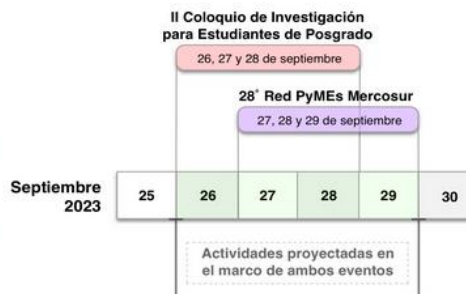 II Coloquio de Investigación
para Estudiantes de Posgrado
26, 27 y 28 de septiembre
28° Red PyMEs Mercosur
27, 28 y 29 de septiembre
Septiembre
2023
25 26 27 28 29 30
Actividades proyectadas en
el marco de ambos eventos